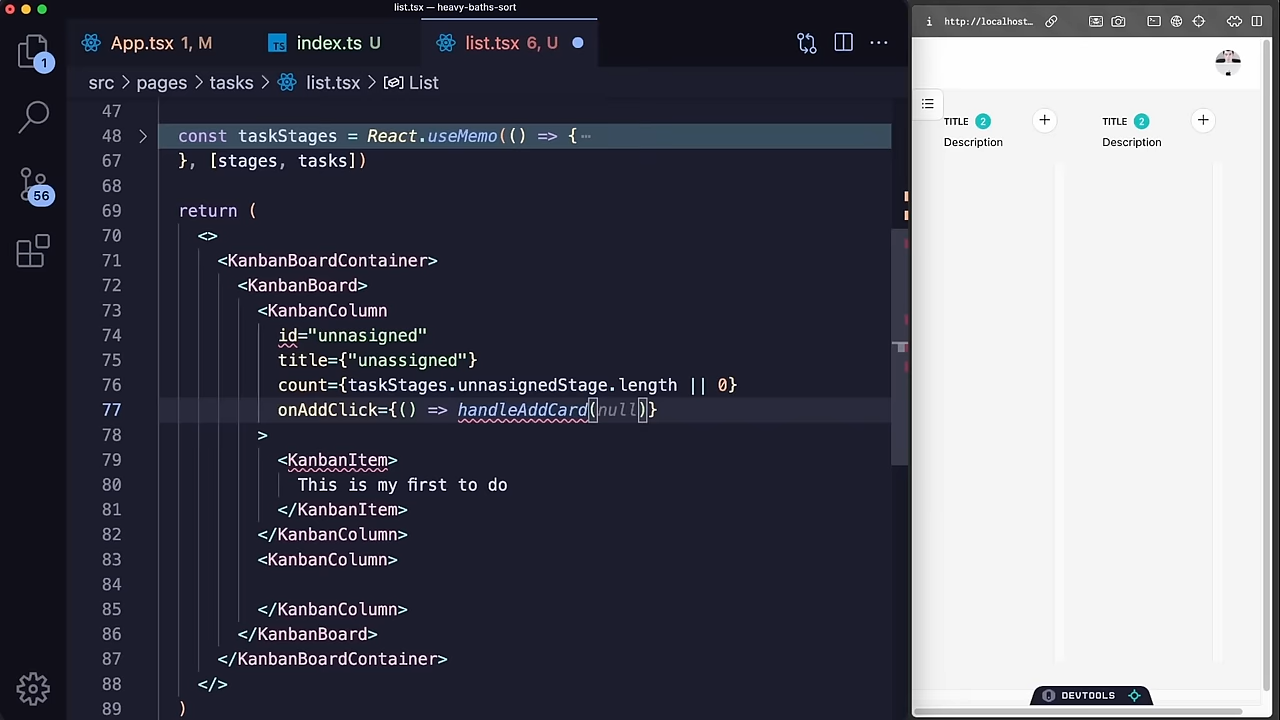 list.tsx — heavy-baths-sort
App.tsx 1, M
TS index.ts U
list.tsx 6, U
1
56
src > pages > tasks > list.tsx > List
47
48 const taskStages = React.useMemo(() => { ···
67 }, [stages, tasks])
68
69 return (
70 <>
71 <KanbanBoardContainer>
72 <KanbanBoard>
73 <KanbanColumn
74 id="unnasigned"
75 title={"unassigned"}
76 count={taskStages.unnasignedStage.length || 0}
77 onAddClick={() => handleAddCard(null)}
78 >
79 <KanbanItem>
80 This is my first to do
81 </KanbanItem>
82 </KanbanColumn>
83 <KanbanColumn>
84
85 </KanbanColumn>
86 </KanbanBoard>
87 </KanbanBoardContainer>
88 </>
89 )
http://localhost...
TITLE 2 +
Description
TITLE 2 +
Description
DEVTOOLS